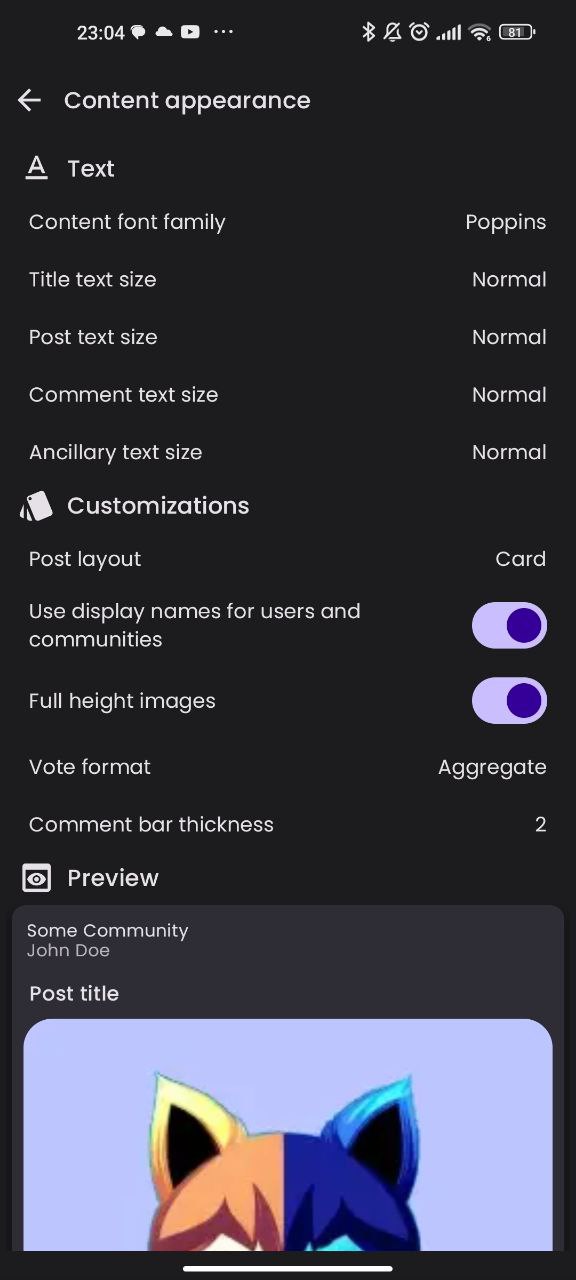 23:04
81
Content appearance
Text
Content font family Poppins
Title text size Normal
Post text size Normal
Comment text size Normal
Ancillary text size Normal
Customizations
Post layout Card
Use display names for users and
communities
Full height images
Vote format Aggregate
Comment bar thickness 2
Preview
Some Community
John Doe
Post title